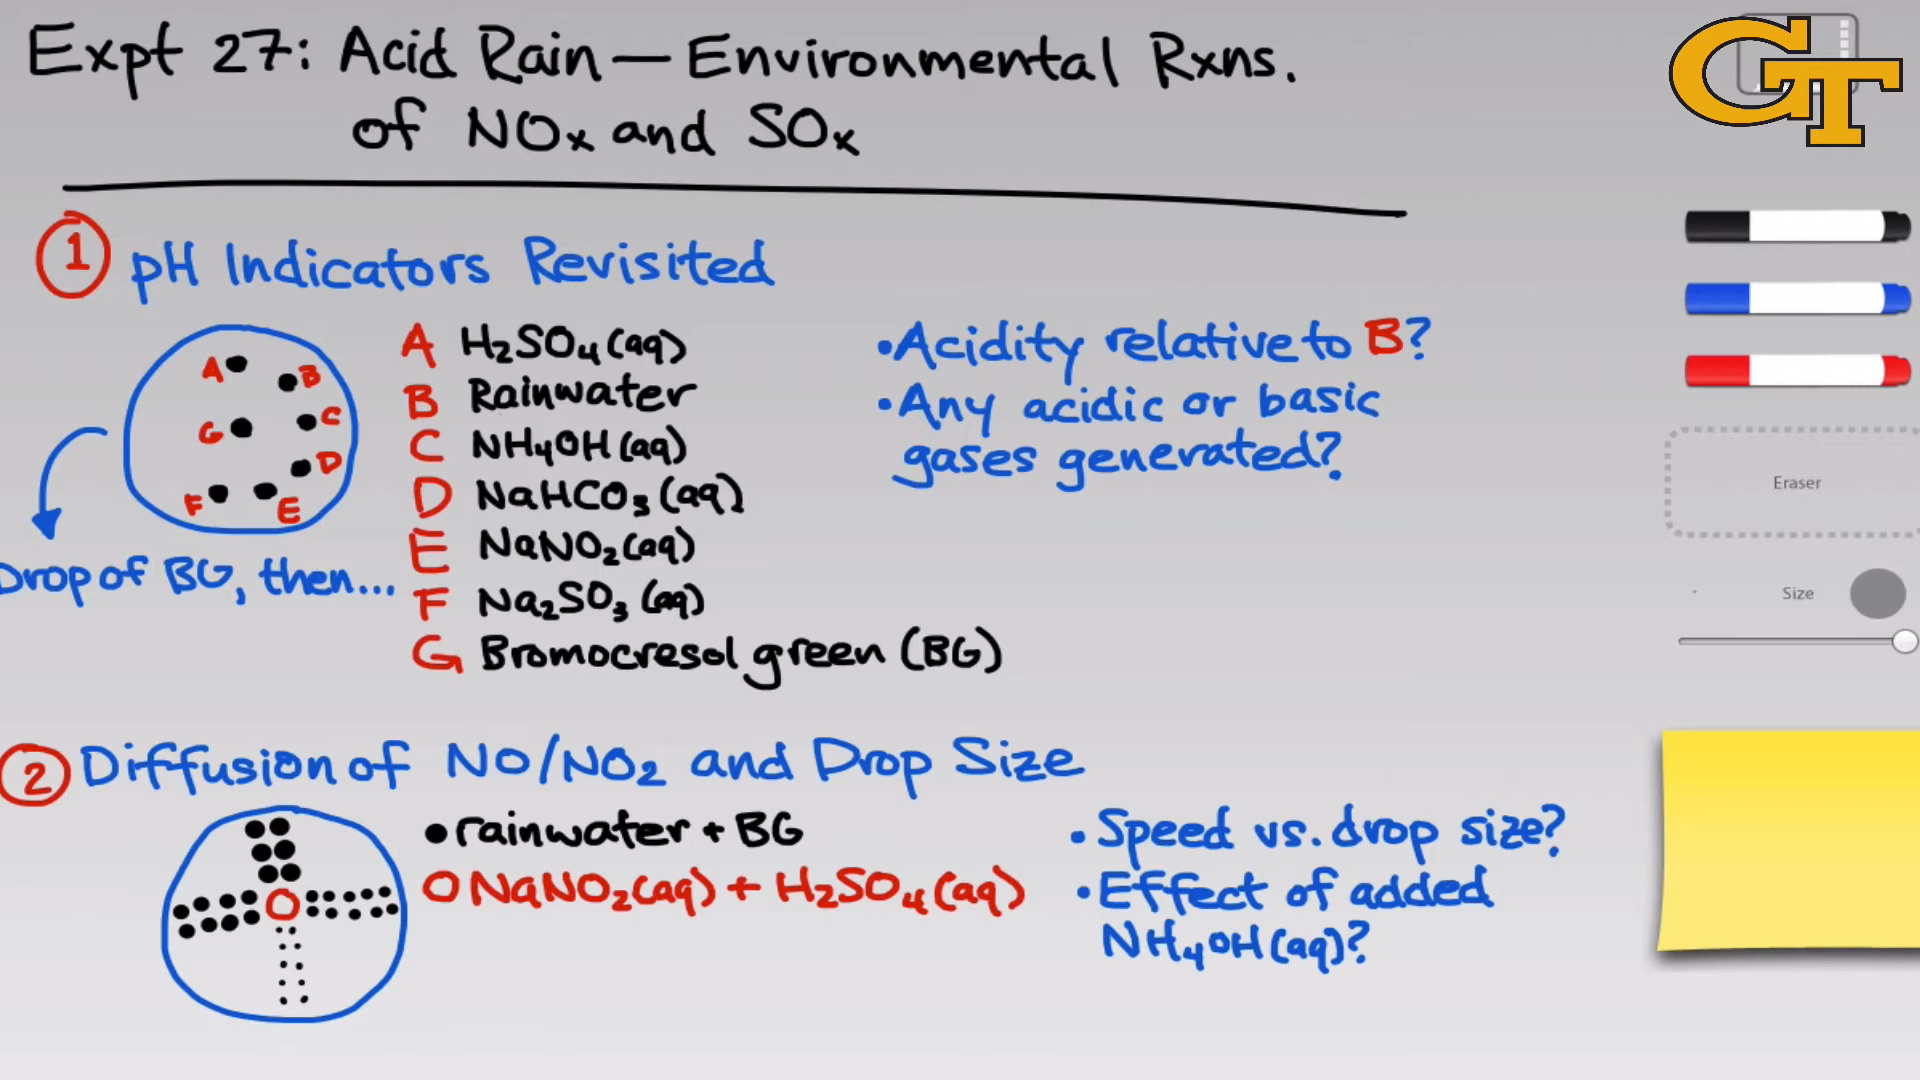 Expt 27: Acid Rain — Environmental Rxns.
of NOx and SOx
GT
1 pH Indicators Revisited
A
B
G
C
D
F
E
Drop of BG, then...
A H₂SO₄(aq)
B Rainwater
C NH₄OH(aq)
D NaHCO₃(aq)
E NaNO₂(aq)
F Na₂SO₃(aq)
G Bromocresol green (BG)
• Acidity relative to B?
• Any acidic or basic
gases generated?
Eraser
Size
2 Diffusion of NO/NO₂ and Drop Size
● rainwater + BG
O NaNO₂(aq) + H₂SO₄(aq)
• Speed vs. drop size?
• Effect of added
NH₄OH(aq)?